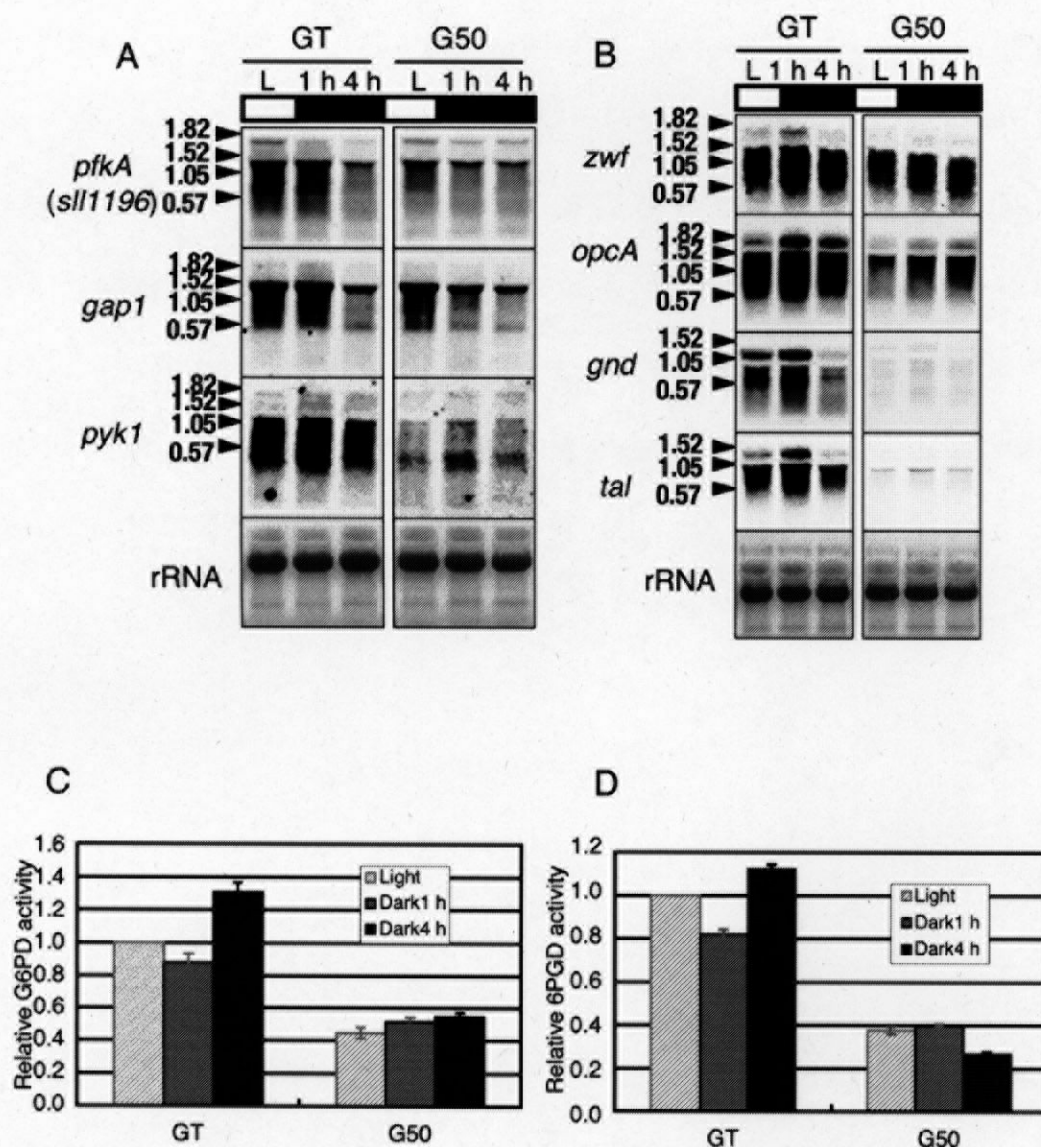 A
GT G50
L 1 h 4 h L 1 h 4 h
pfkA
(sll1196)
1.82
1.52
1.05
0.57
gap1
1.82
1.52
1.05
0.57
pyk1
1.82
1.52
1.05
0.57
rRNA
B
GT G50
L 1 h 4 h L 1 h 4 h
zwf
1.82
1.52
1.05
0.57
opcA
1.82
1.52
1.05
0.57
gnd
1.52
1.05
0.57
tal
1.52
1.05
0.57
rRNA
C
Relative G6PD activity
1.6
1.4
1.2
1.0
0.8
0.6
0.4
0.2
0.0
Light
Dark1 h
Dark4 h
GT G50
D
Relative 6PGD activity
1.2
1.0
0.8
0.6
0.4
0.2
0.0
Light
Dark1 h
Dark4 h
GT G50